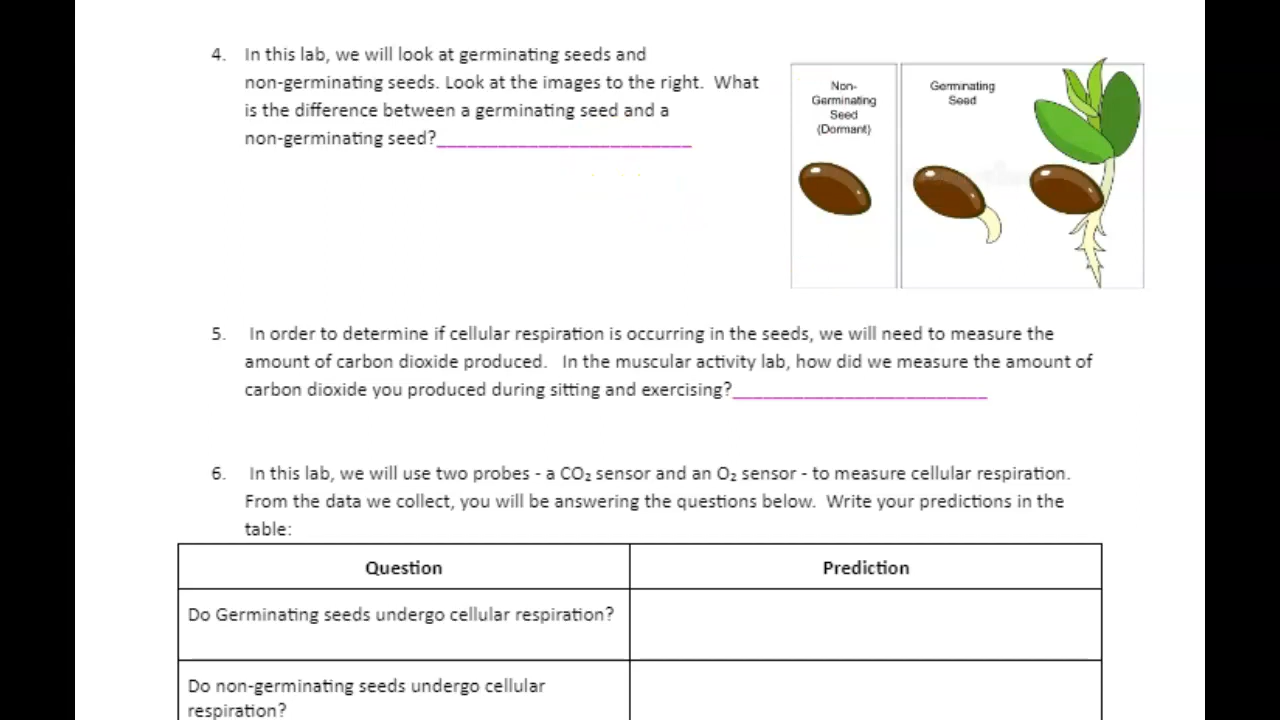 4. In this lab, we will look at germinating seeds and
non-germinating seeds. Look at the images to the right. What
is the difference between a germinating seed and a
non-germinating seed?_________________________
Non-
Germinating
Seed
(Dormant)
Germinating
Seed
5. In order to determine if cellular respiration is occurring in the seeds, we will need to measure the
amount of carbon dioxide produced. In the muscular activity lab, how did we measure the amount of
carbon dioxide you produced during sitting and exercising?_________________________
6. In this lab, we will use two probes - a CO₂ sensor and an O₂ sensor - to measure cellular respiration.
From the data we collect, you will be answering the questions below. Write your predictions in the
table:
Question
Prediction
Do Germinating seeds undergo cellular respiration?
Do non-germinating seeds undergo cellular
respiration?